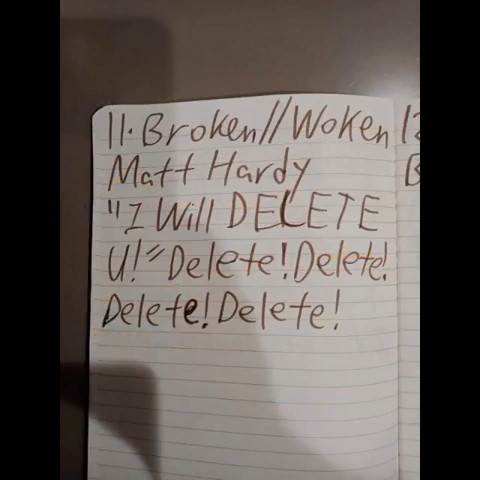 11. Broken//Woken
Matt Hardy
"I Will DELETE
U!" Delete! Delete!
Delete! Delete!